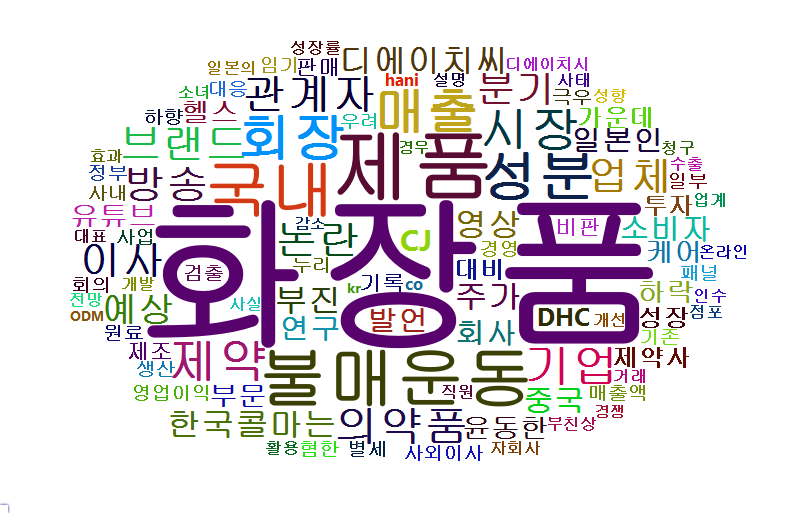 성장률
일본의 임기 판매 디에이치씨 디에이치시
소녀 대응 관계자 hani 설명 분기 사태
하향 헬스 회장 우려 매출 시장 극우 성향
브랜드 제품 가운데
효과 국내 경우 성분 일본인 청구
정부 방송 업체 수출
사내 일부
유튜브 감소 영상 비판 투자 업계
대표 사업 논란 CJ 소비자
이사 검출 화장품 경영 케어 온라인
회의 개발 누리 대비 패널
전망 예상 사실 부진 kr 기록 co 주가 하락 인수
ODM 연구 발언 회사 DHC 개선 성장 점포
원료 기존
제조 제약 불매운동 기업 제약사
생산 거래
영업이익 부문 직원 중국 매출액
한국콜마는 의약품 윤동한 부친상 경쟁
활용 혐한 별세 사외이사 자회사